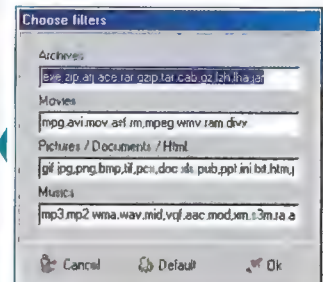 Choose filters
Archives
exe,zip,arj,ace,rar,gzip,tar,cab,gz,lzh,lha,jar
Movies
mpg,avi,mov,asf,rm,mpeg,wmv,ram,divx
Pictures / Documents / Html
gif,jpg,png,bmp,tif,pcx,doc,xls,pub,ppt,ini,txt,htm,j
Musics
mp3,mp2,wma,wav,mid,vqf,aac,mod,xm,s3m,ra,a
Cancel Default Ok